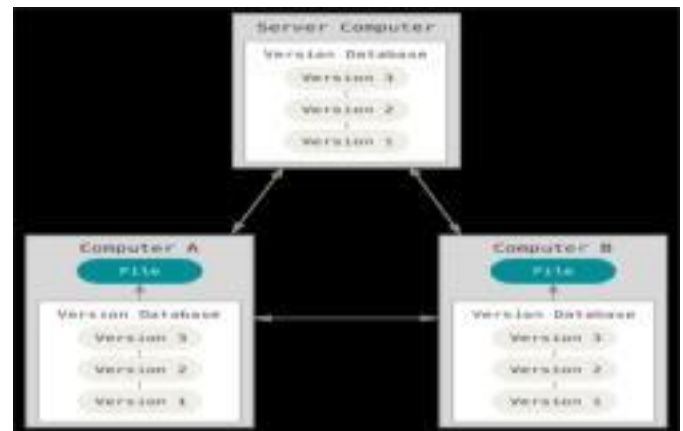 Server Computer
Version Database
Version 3
Version 2
Version 1
Computer A
File
Version Database
Version 3
Version 2
Version 1
Computer B
File
Version Database
Version 3
Version 2
Version 1